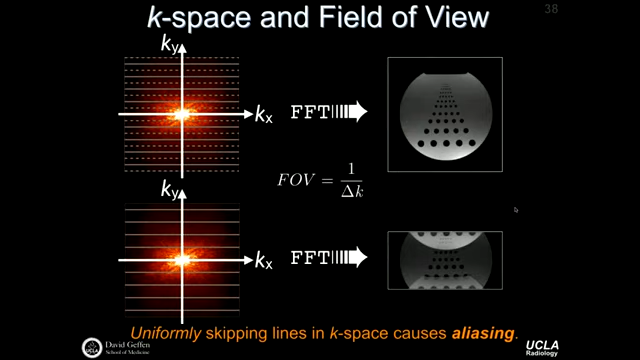 38
k-space and Field of View
ky
kx
FFT
FOV = 1/Δk
ky
kx
FFT
Uniformly skipping lines in k-space causes aliasing.
UCLA
David Geffen
School of Medicine
UCLA
Radiology